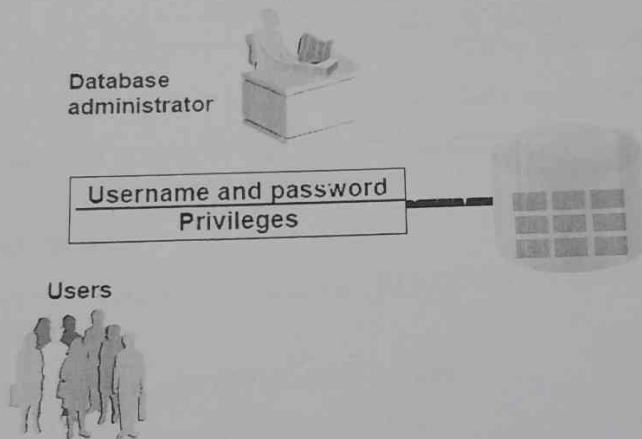 Database
administrator
Username and password
Privileges
Users